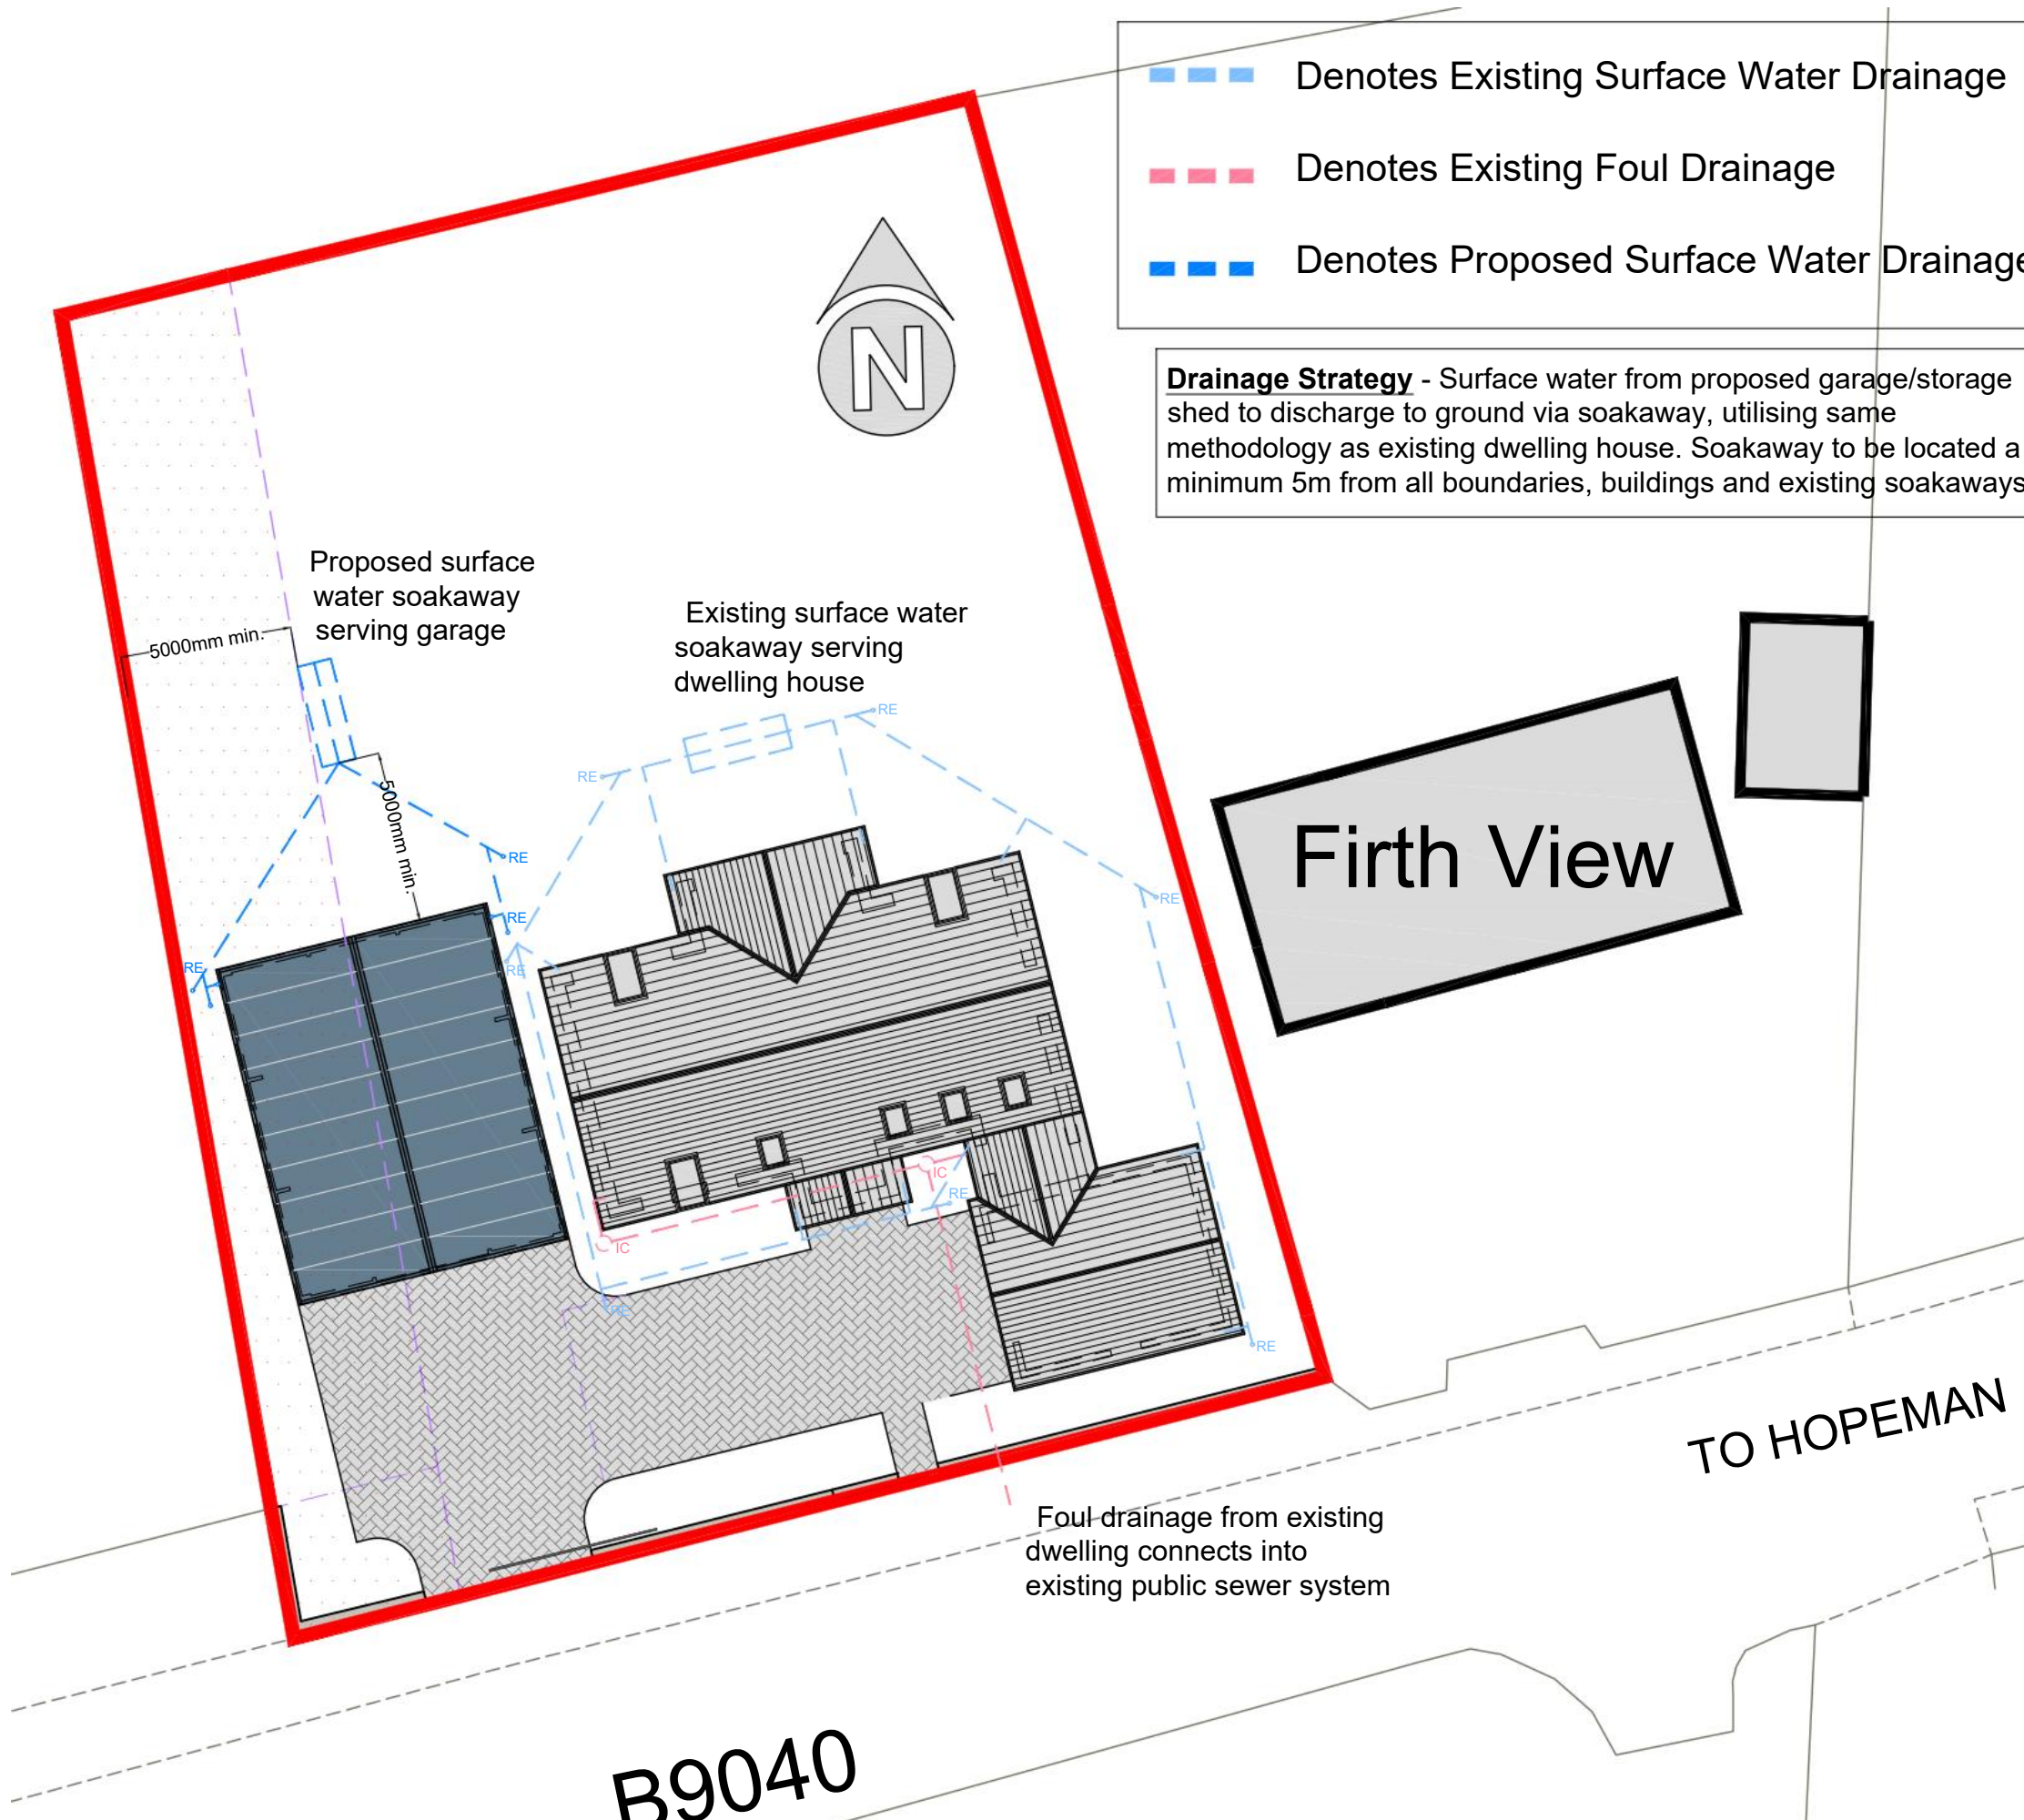 Denotes Existing Surface Water Drainage
Denotes Existing Foul Drainage
Denotes Proposed Surface Water Drainage
N
Drainage Strategy - Surface water from proposed garage/storage
shed to discharge to ground via soakaway, utilising same
methodology as existing dwelling house. Soakaway to be located a
minimum 5m from all boundaries, buildings and existing soakaways
Proposed surface
water soakaway
serving garage
5000mm min.
Existing surface water
soakaway serving
dwelling house
RE
RE
5000mm min.
RE
Firth View
RE
RE
RE
RE
IC
RE
IC
RE
RE
TO HOPEMAN
Foul drainage from existing
dwelling connects into
existing public sewer system
B9040